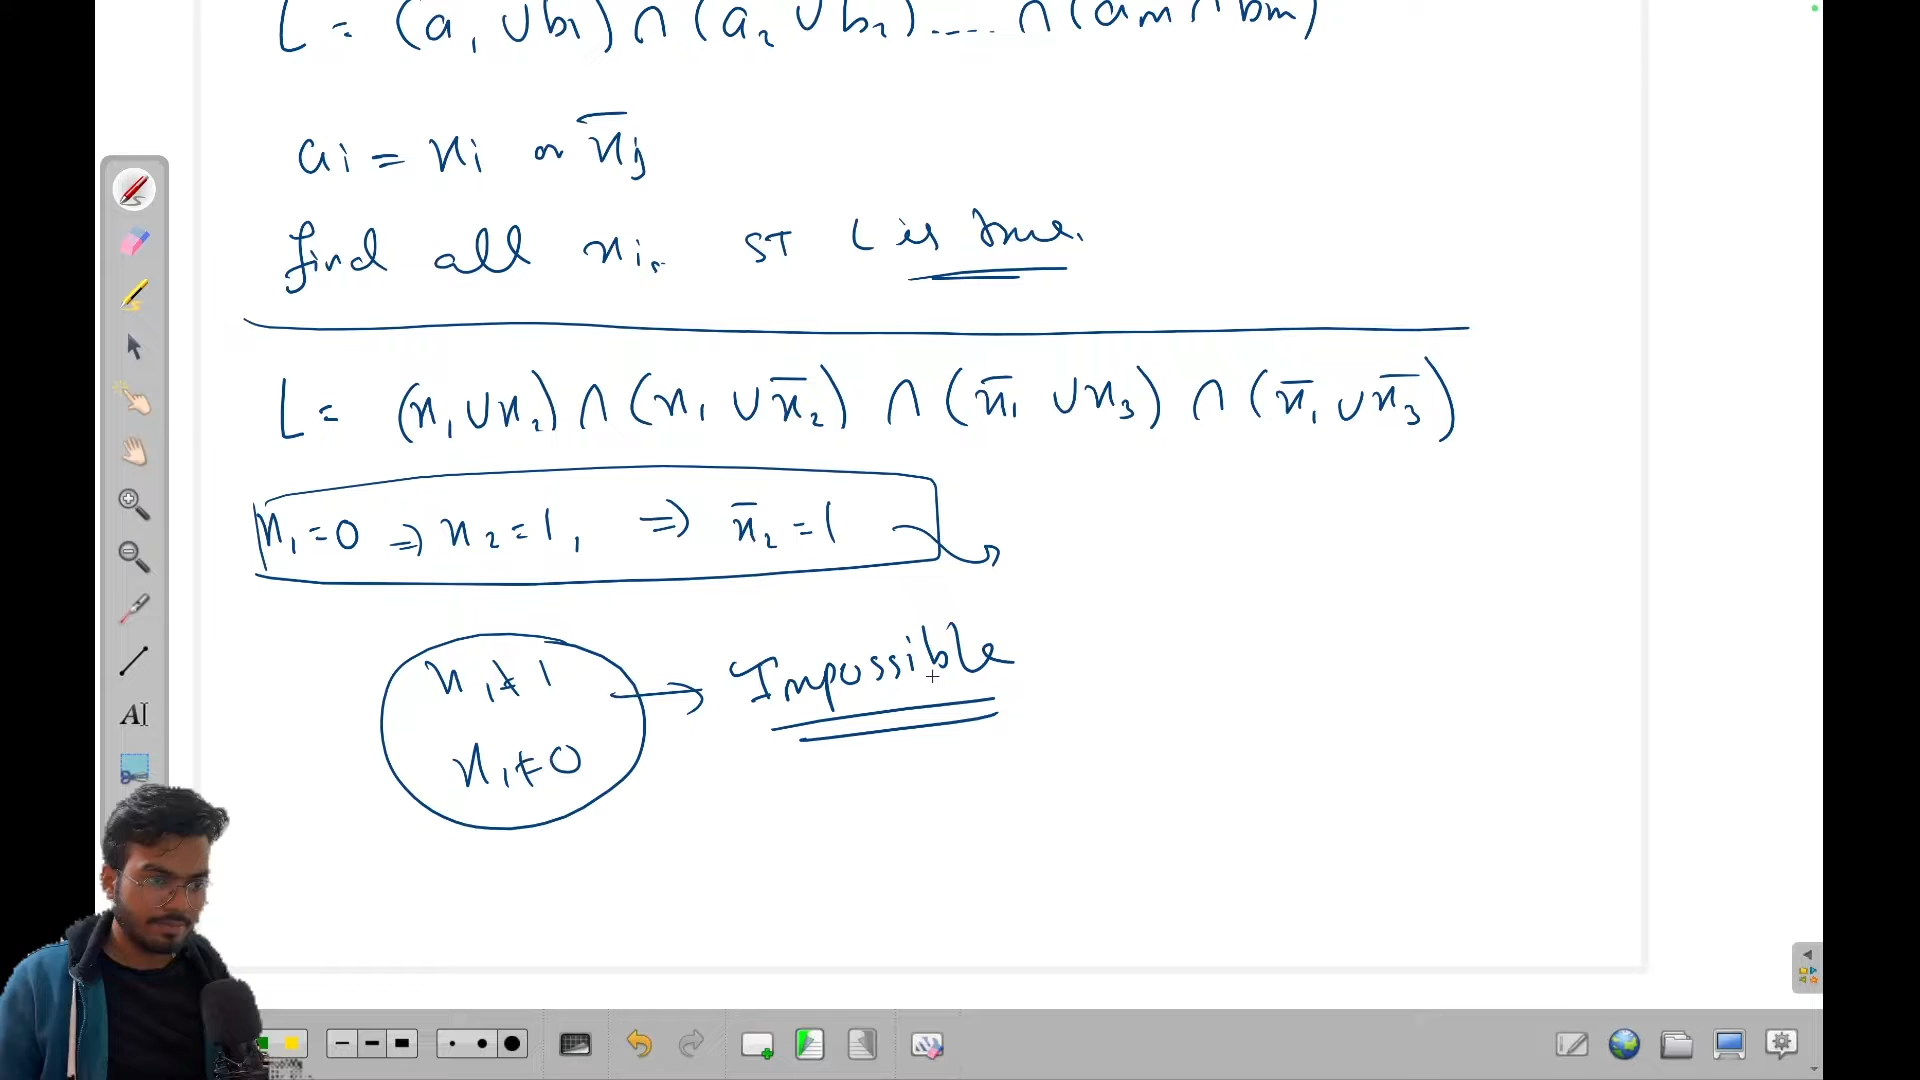 L = (a₁ ∪ b₁) ∩ (a₂ ∪ b₂) .... ∩ (am ∩ bm)
ai = xi or x̅j
find all xi, ST L is true.
L = (x₁ ∪ x₂) ∩ (x₁ ∪ x̅₂) ∩ (x̅₁ ∪ x₃) ∩ (x̅₁ ∪ x̅₃)
x₁ = 0 ⇒ x₂ = 1, ⇒ x̅₂ = 1
x₁ ≠ 1 → Impossible
x₁ ≠ 0